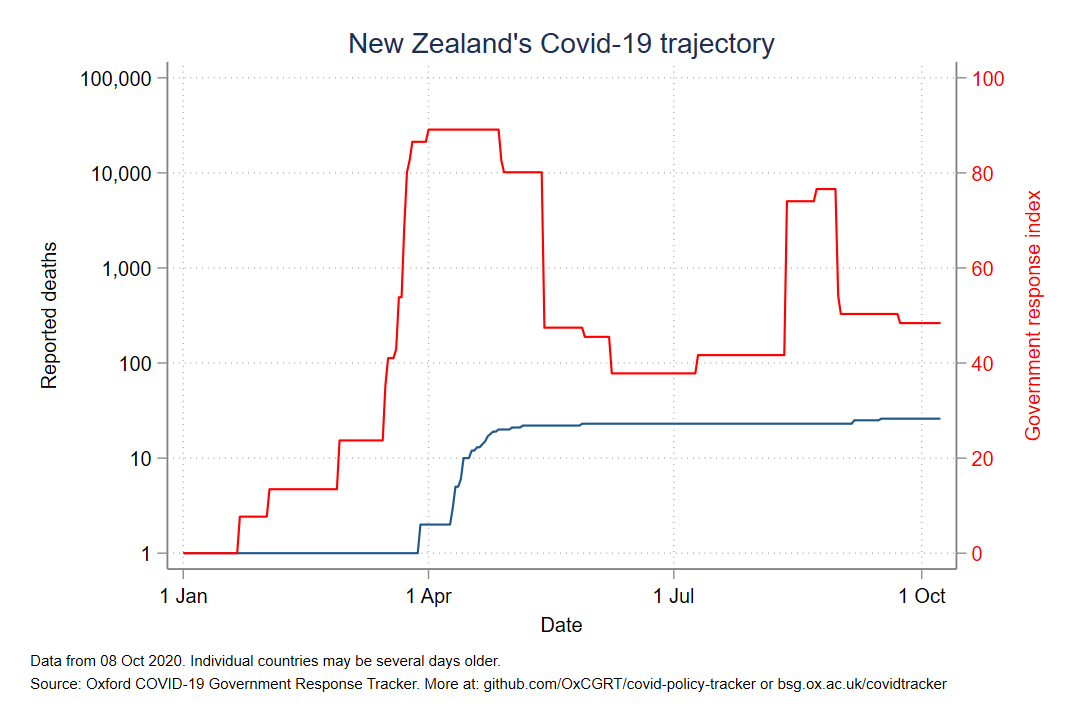 New Zealand's Covid-19 trajectory
100,000
10,000
1,000
100
10
1
Reported deaths
100
80
60
40
20
0
Government response index
1 Jan
1 Apr
1 Jul
1 Oct
Date
Data from 08 Oct 2020. Individual countries may be several days older.
Source: Oxford COVID-19 Government Response Tracker. More at: github.com/OxCGRT/covid-policy-tracker or bsg.ox.ac.uk/covidtracker